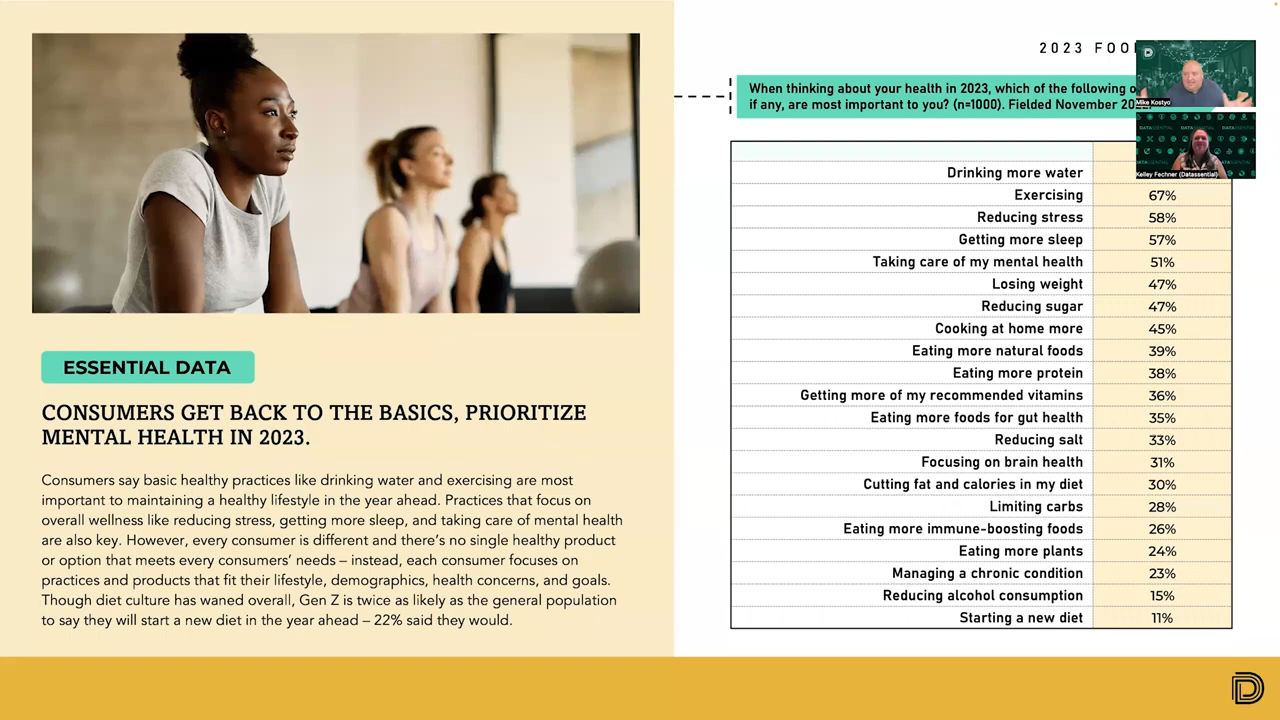 2023 FOO
When thinking about your health in 2023, which of the following
if any, are most important to you? (n=1000). Fielded November
Mike Kostyo
DATASSENTIAL
Kelley Fechner (Datassential)
Drinking more water
Exercising 67%
Reducing stress 58%
Getting more sleep 57%
Taking care of my mental health 51%
Losing weight 47%
Reducing sugar 47%
Cooking at home more 45%
Eating more natural foods 39%
Eating more protein 38%
Getting more of my recommended vitamins 36%
Eating more foods for gut health 35%
Reducing salt 33%
Focusing on brain health 31%
Cutting fat and calories in my diet 30%
Limiting carbs 28%
Eating more immune-boosting foods 26%
Eating more plants 24%
Managing a chronic condition 23%
Reducing alcohol consumption 15%
Starting a new diet 11%
ESSENTIAL DATA
CONSUMERS GET BACK TO THE BASICS, PRIORITIZE
MENTAL HEALTH IN 2023.
Consumers say basic healthy practices like drinking water and exercising are most
important to maintaining a healthy lifestyle in the year ahead. Practices that focus on
overall wellness like reducing stress, getting more sleep, and taking care of mental health
are also key. However, every consumer is different and there's no single healthy product
or option that meets every consumers' needs – instead, each consumer focuses on
practices and products that fit their lifestyle, demographics, health concerns, and goals.
Though diet culture has waned overall, Gen Z is twice as likely as the general population
to say they will start a new diet in the year ahead – 22% said they would.